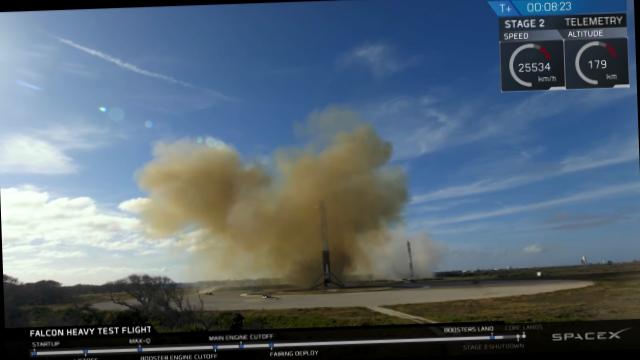 T+ 00:08:23
STAGE 2 TELEMETRY
SPEED ALTITUDE
25534 179
km/h km
FALCON HEAVY TEST FLIGHT
STARTUP MAX-Q MAIN ENGINE CUTOFF BOOSTERS LAND CORE LANDS
LIFTOFF BOOSTER ENGINE CUTOFF FAIRING DEPLOY STAGE 2 SHUTDOWN
SPACEX